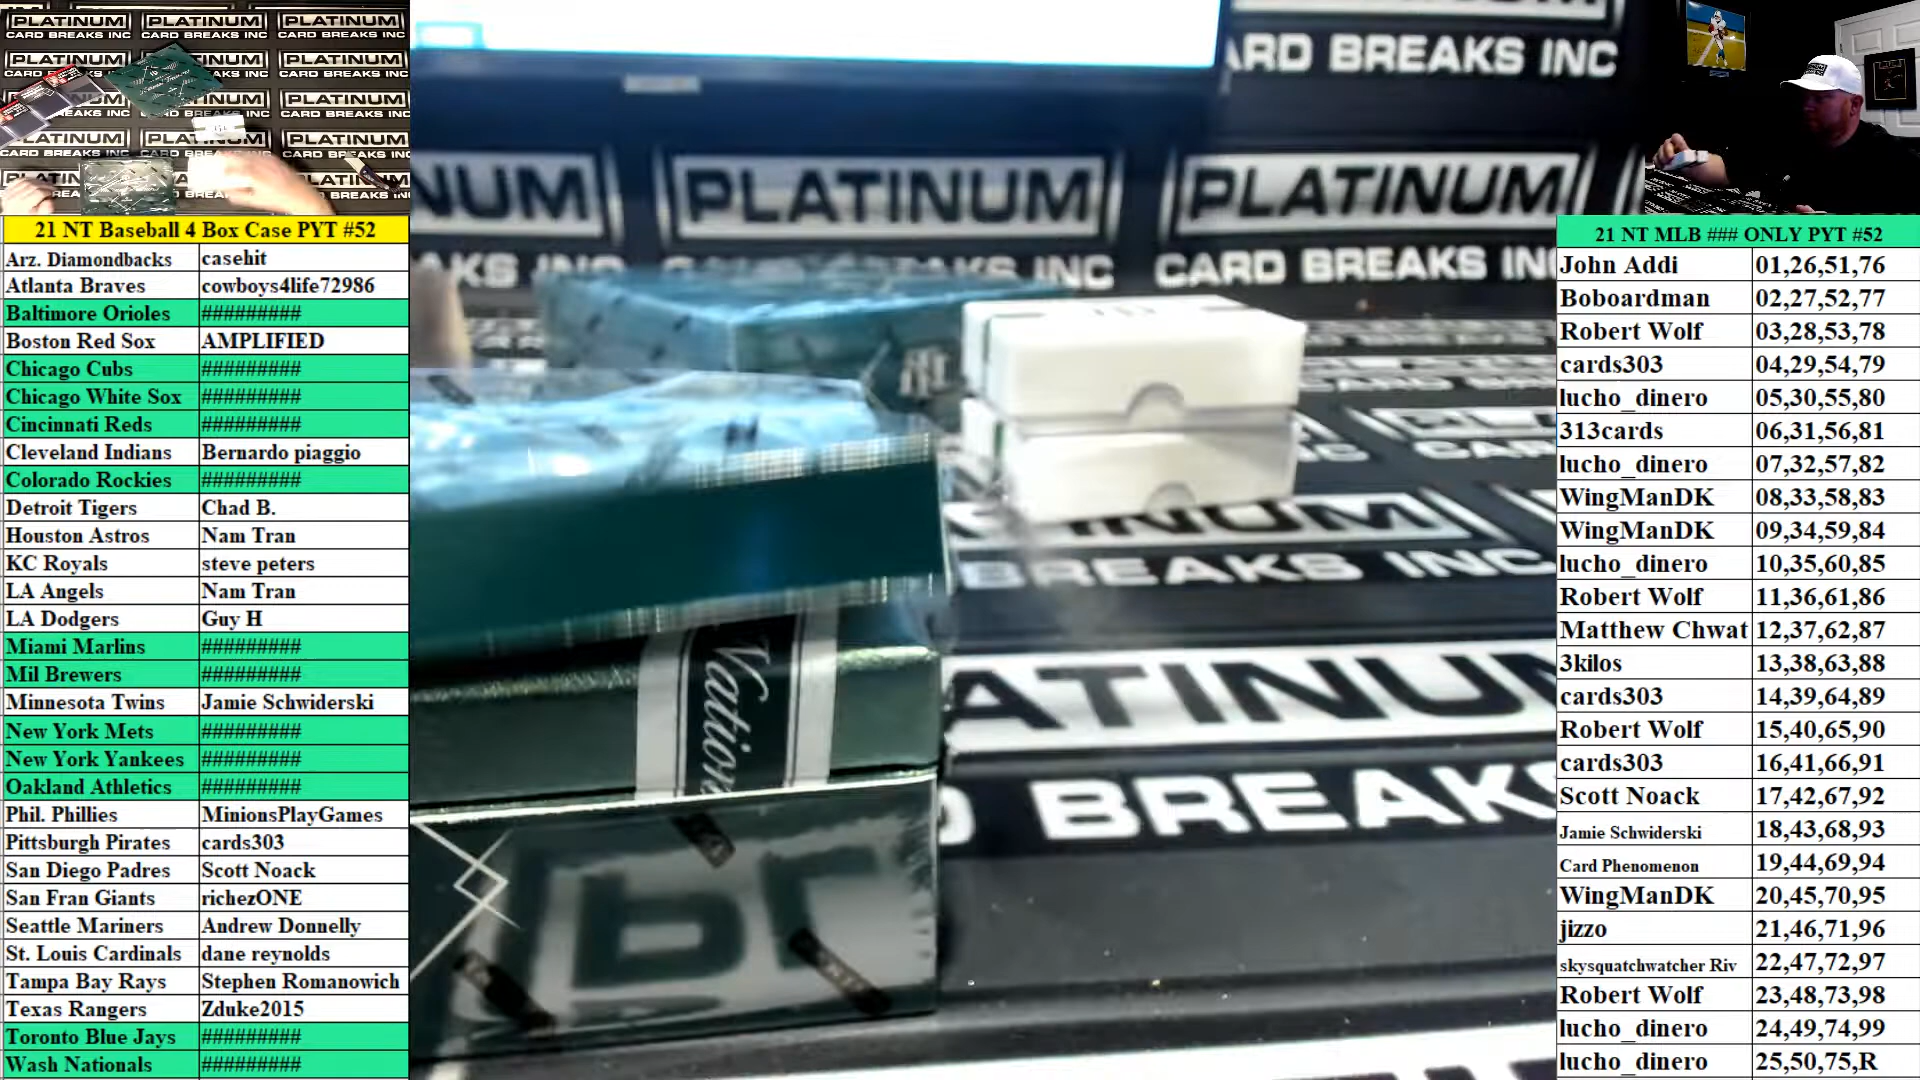 PLATINUM
CARD BREAKS INC
ARD BREAKS INC
PLATINUM
PLATINUM
CARD BREAKS INC
National
BREAKS INC
PLATINUM
BREAKS
21 NT Baseball 4 Box Case PYT #52
Arz. Diamondbacks casehit
Atlanta Braves cowboys4life72986
Baltimore Orioles #########
Boston Red Sox AMPLIFIED
Chicago Cubs #########
Chicago White Sox #########
Cincinnati Reds #########
Cleveland Indians Bernardo piaggio
Colorado Rockies #########
Detroit Tigers Chad B.
Houston Astros Nam Tran
KC Royals steve peters
LA Angels Nam Tran
LA Dodgers Guy H
Miami Marlins #########
Mil Brewers #########
Minnesota Twins Jamie Schwiderski
New York Mets #########
New York Yankees #########
Oakland Athletics #########
Phil. Phillies MinionsPlayGames
Pittsburgh Pirates cards303
San Diego Padres Scott Noack
San Fran Giants richezONE
Seattle Mariners Andrew Donnelly
St. Louis Cardinals dane reynolds
Tampa Bay Rays Stephen Romanowich
Texas Rangers Zduke2015
Toronto Blue Jays #########
Wash Nationals #########
21 NT MLB ### ONLY PYT #52
John Addi 01,26,51,76
Boboardman 02,27,52,77
Robert Wolf 03,28,53,78
cards303 04,29,54,79
lucho_dinero 05,30,55,80
313cards 06,31,56,81
lucho_dinero 07,32,57,82
WingManDK 08,33,58,83
WingManDK 09,34,59,84
lucho_dinero 10,35,60,85
Robert Wolf 11,36,61,86
Matthew Chwat 12,37,62,87
3kilos 13,38,63,88
cards303 14,39,64,89
Robert Wolf 15,40,65,90
cards303 16,41,66,91
Scott Noack 17,42,67,92
Jamie Schwiderski 18,43,68,93
Card Phenomenon 19,44,69,94
WingManDK 20,45,70,95
jizzo 21,46,71,96
skysquatchwatcher Riv 22,47,72,97
Robert Wolf 23,48,73,98
lucho_dinero 24,49,74,99
lucho_dinero 25,50,75,R